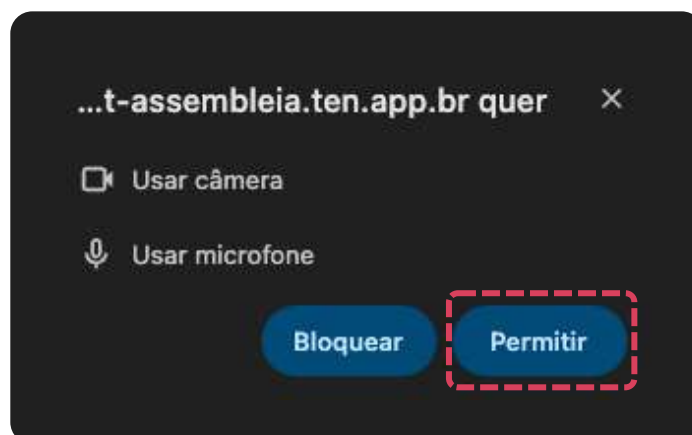 ...t-assembleia.ten.app.br quer
Usar câmera
Usar microfone
Bloquear Permitir